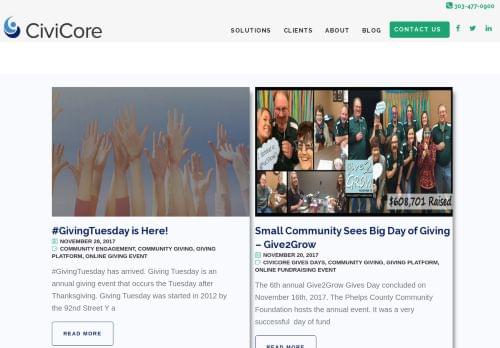 303-477-0900
CiviCore
SOLUTIONS CLIENTS ABOUT BLOG CONTACT US
$608,701 Raised
#GivingTuesday is Here!
NOVEMBER 28, 2017
COMMUNITY ENGAGEMENT, COMMUNITY GIVING, GIVING
PLATFORM, ONLINE GIVING EVENT
#GivingTuesday has arrived. Giving Tuesday is an
annual giving event that occurs the Tuesday after
Thanksgiving. Giving Tuesday was started in 2012 by
the 92nd Street Y a
READ MORE
Small Community Sees Big Day of Giving
– Give2Grow
NOVEMBER 20, 2017
CIVICORE GIVES DAYS, COMMUNITY GIVING, GIVING PLATFORM,
ONLINE FUNDRAISING EVENT
The 6th annual Give2Grow Gives Day concluded on
November 16th, 2017. The Phelps County Community
Foundation hosts the annual event. It was a very
successful day of fund
READ MORE